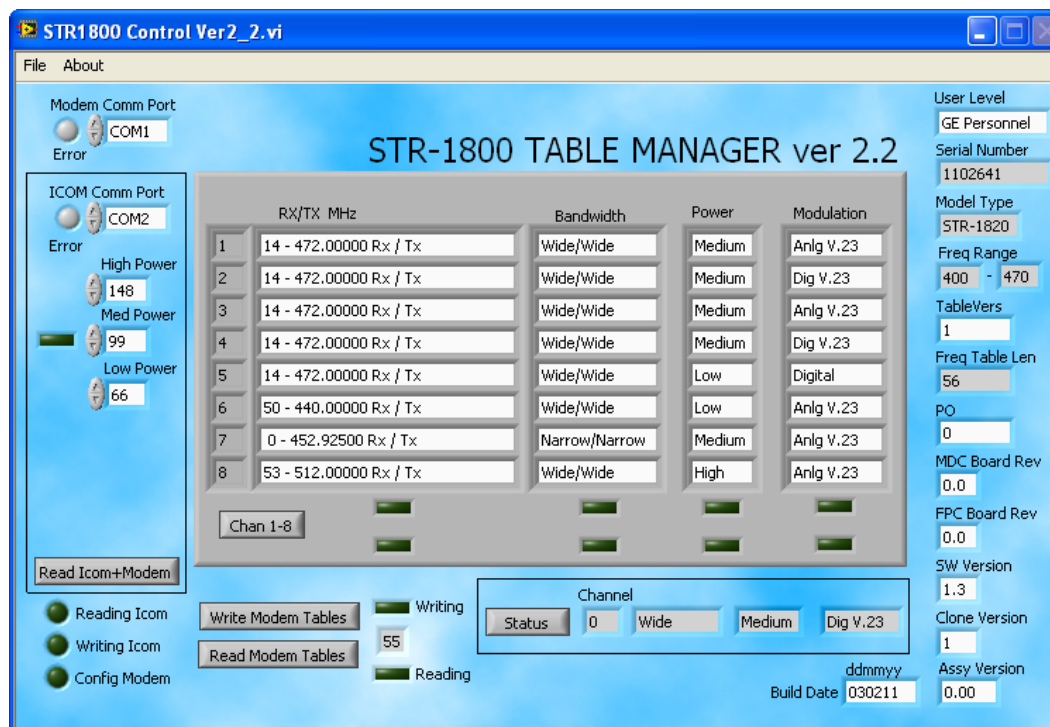 STR1800 Control Ver2_2.vi
File About
Modem Comm Port
COM1
Error
STR-1800 TABLE MANAGER ver 2.2
ICOM Comm Port
COM2
Error
High Power
148
Med Power
99
Low Power
66
Read Icom+Modem
RX/TX MHz Bandwidth Power Modulation
1 14 - 472.00000 Rx / Tx Wide/Wide Medium Anlg V.23
2 14 - 472.00000 Rx / Tx Wide/Wide Medium Dig V.23
3 14 - 472.00000 Rx / Tx Wide/Wide Medium Anlg V.23
4 14 - 472.00000 Rx / Tx Wide/Wide Medium Dig V.23
5 14 - 472.00000 Rx / Tx Wide/Wide Low Digital
6 50 - 440.00000 Rx / Tx Wide/Wide Low Anlg V.23
7 0 - 452.92500 Rx / Tx Narrow/Narrow Medium Anlg V.23
8 53 - 512.00000 Rx / Tx Wide/Wide High Anlg V.23
Chan 1-8
User Level
GE Personnel
Serial Number
1102641
Model Type
STR-1820
Freq Range
400 - 470
TableVers
1
Freq Table Len
56
PO
0
MDC Board Rev
0.0
FPC Board Rev
0.0
SW Version
1.3
Clone Version
1
Assy Version
0.00
Reading Icom
Writing Icom
Config Modem
Write Modem Tables
Writing
55
Read Modem Tables
Reading
Channel
Status 0 Wide Medium Dig V.23
ddmmyy
Build Date 030211